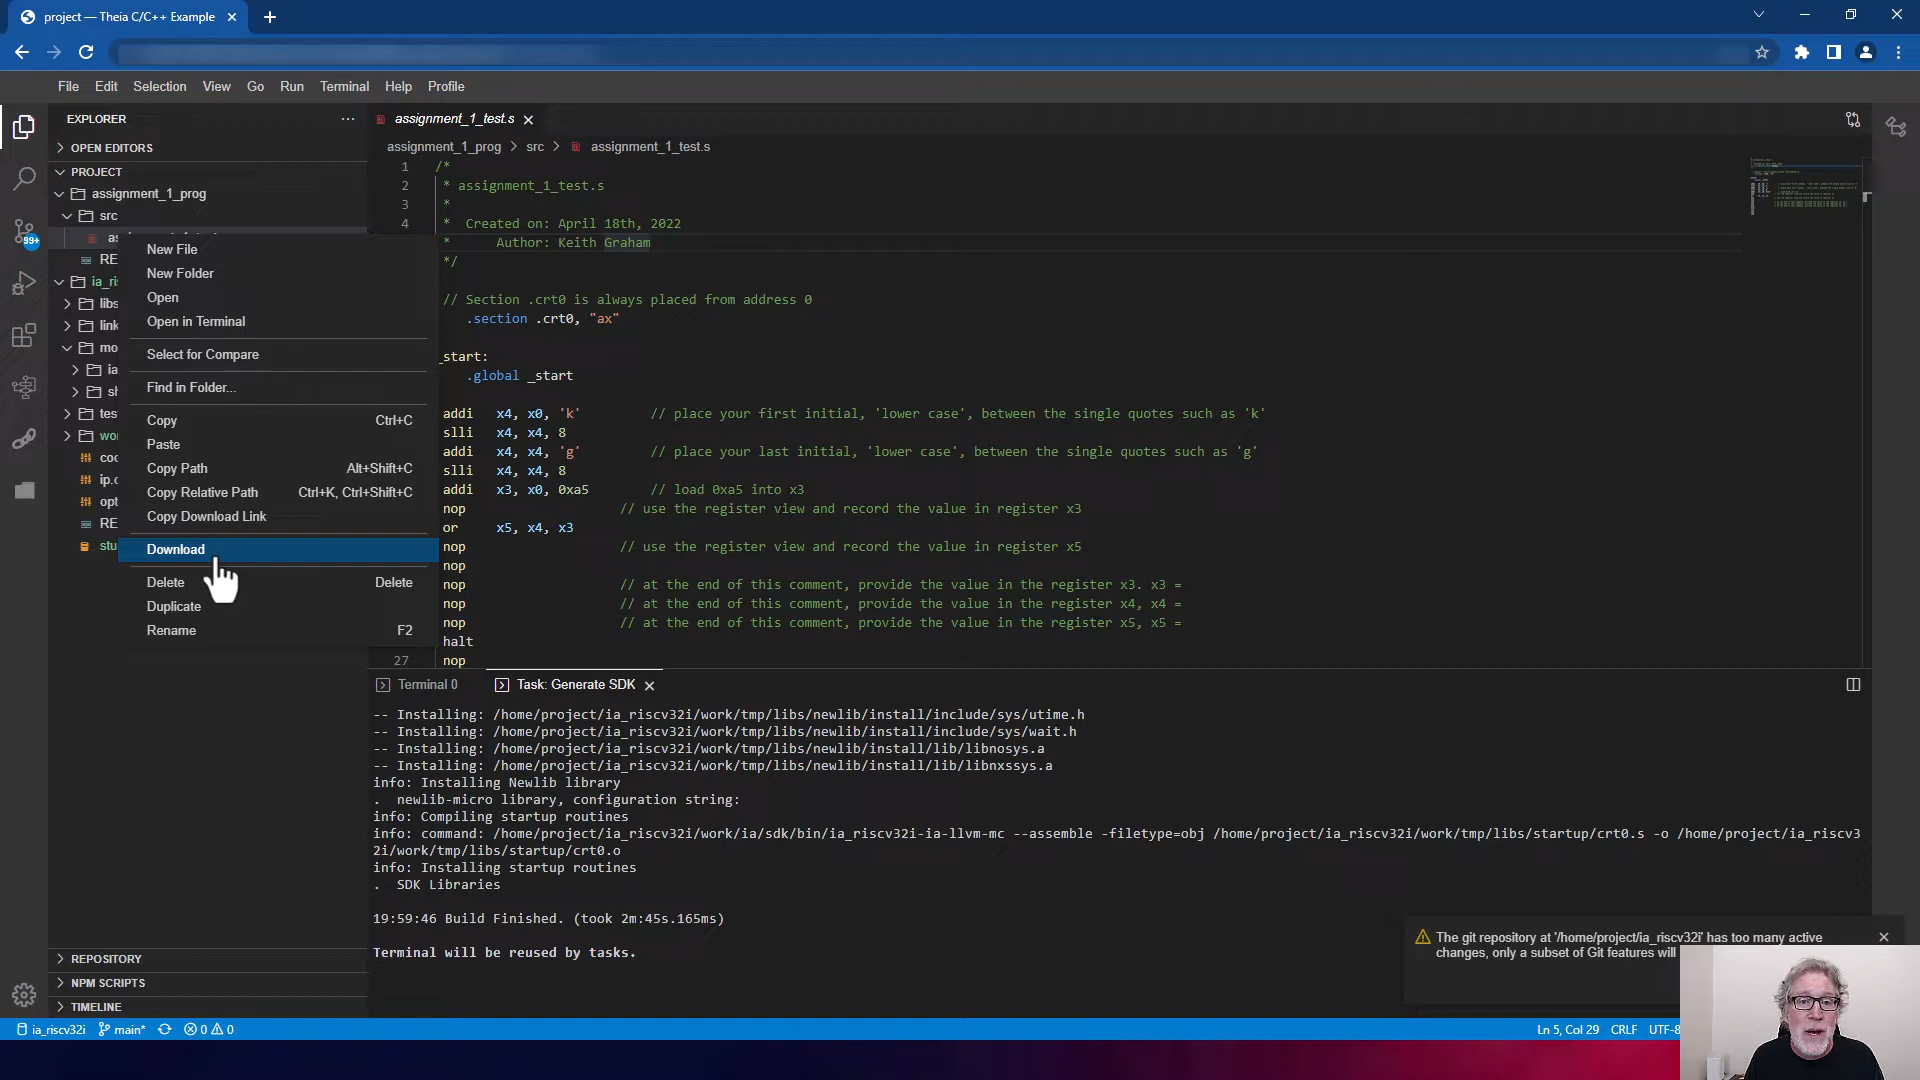 project — Theia C/C++ Example
File Edit Selection View Go Run Terminal Help Profile
EXPLORER
OPEN EDITORS
PROJECT
assignment_1_prog
src
RE
ia_ri
libs
link
mo
ia
sh
test
wor
coc
ip.c
opt
RE
stu
New File
New Folder
Open
Open in Terminal
Select for Compare
Find in Folder...
Copy Ctrl+C
Paste
Copy Path Alt+Shift+C
Copy Relative Path Ctrl+K, Ctrl+Shift+C
Copy Download Link
Download
Delete Delete
Duplicate
Rename F2
REPOSITORY
NPM SCRIPTS
TIMELINE
99+
assignment_1_test.s
assignment_1_prog > src > assignment_1_test.s
1 /*
2 * assignment_1_test.s
3 *
4 * Created on: April 18th, 2022
* Author: Keith Graham
*/
// Section .crt0 is always placed from address 0
.section .crt0, "ax"
_start:
.global _start
addi x4, x0, 'k' // place your first initial, 'lower case', between the single quotes such as 'k'
slli x4, x4, 8
addi x4, x4, 'g' // place your last initial, 'lower case', between the single quotes such as 'g'
slli x4, x4, 8
addi x3, x0, 0xa5 // load 0xa5 into x3
nop // use the register view and record the value in register x3
or x5, x4, x3
nop // use the register view and record the value in register x5
nop
nop // at the end of this comment, provide the value in the register x3. x3 =
nop // at the end of this comment, provide the value in the register x4, x4 =
nop // at the end of this comment, provide the value in the register x5, x5 =
halt
27 nop
Terminal 0 Task: Generate SDK
-- Installing: /home/project/ia_riscv32i/work/tmp/libs/newlib/install/include/sys/utime.h
-- Installing: /home/project/ia_riscv32i/work/tmp/libs/newlib/install/include/sys/wait.h
-- Installing: /home/project/ia_riscv32i/work/tmp/libs/newlib/install/lib/libnosys.a
-- Installing: /home/project/ia_riscv32i/work/tmp/libs/newlib/install/lib/libnxssys.a
info: Installing Newlib library
. newlib-micro library, configuration string:
info: Compiling startup routines
info: command: /home/project/ia_riscv32i/work/ia/sdk/bin/ia_riscv32i-ia-llvm-mc --assemble -filetype=obj /home/project/ia_riscv32i/work/tmp/libs/startup/crt0.s -o /home/project/ia_riscv3
2i/work/tmp/libs/startup/crt0.o
info: Installing startup routines
. SDK Libraries
19:59:46 Build Finished. (took 2m:45s.165ms)
Terminal will be reused by tasks.
The git repository at '/home/project/ia_riscv32i' has too many active
changes, only a subset of Git features will
ia_riscv32i main* 0 0
Ln 5, Col 29 CRLF UTF-8